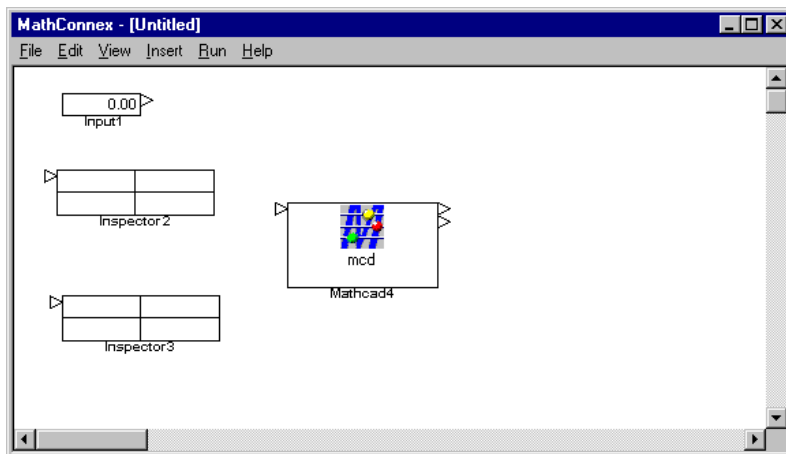 MathConnex - [Untitled]
File Edit View Insert Run Help
0.00
Input1
Inspector2
mcd
Mathcad4
Inspector3